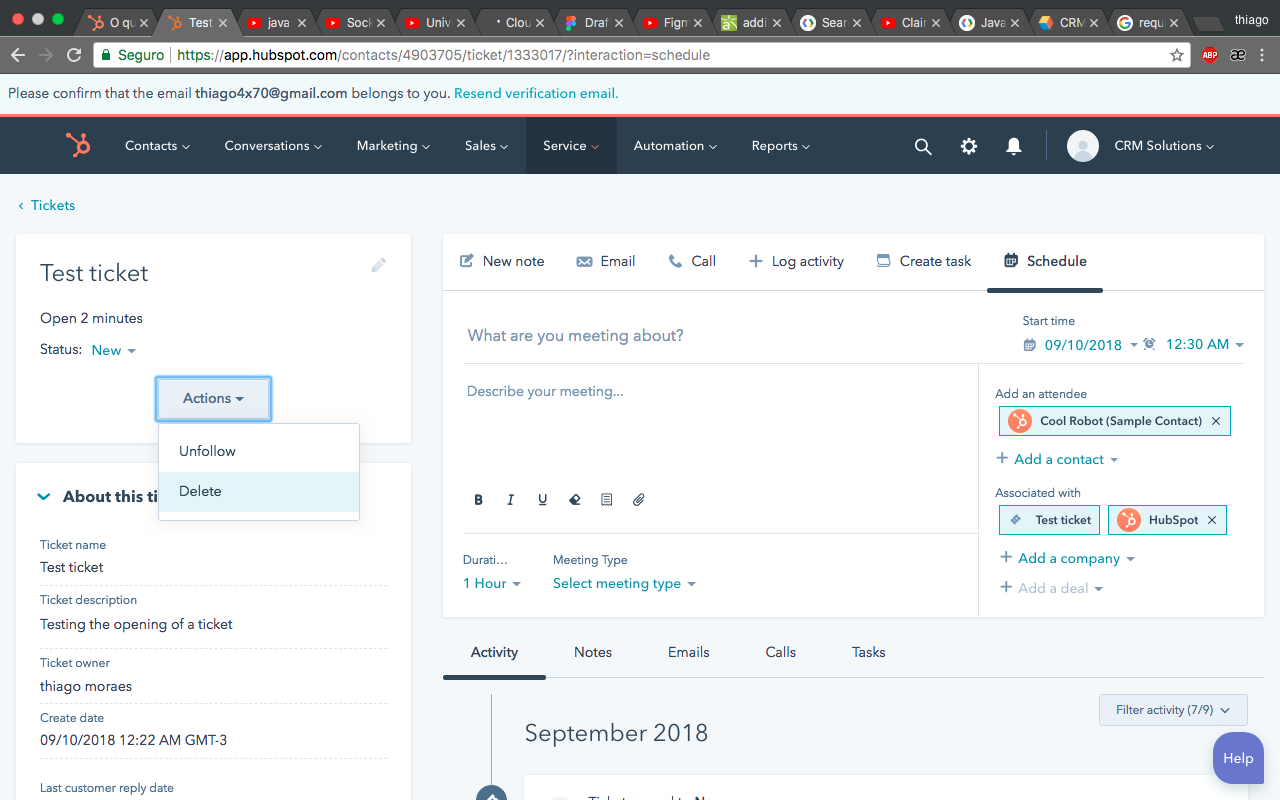 O qu
Test
java
Sock
Univ
Clou
Draf
Figm
addi
Sear
Clair
Java
CRM
requ
thiago
Seguro
https://app.hubspot.com/contacts/4903705/ticket/1333017/?interaction=schedule
ABP
æ
Please confirm that the email thiago4x70@gmail.com belongs to you. Resend verification email.
Contacts
Conversations
Marketing
Sales
Service
Automation
Reports
CRM Solutions
Tickets
Test ticket
Open 2 minutes
Status: New
Actions
Unfollow
Delete
About this ti
Ticket name
Test ticket
Ticket description
Testing the opening of a ticket
Ticket owner
thiago moraes
Create date
09/10/2018 12:22 AM GMT-3
Last customer reply date
New note
Email
Call
Log activity
Create task
Schedule
What are you meeting about?
Start time
09/10/2018
12:30 AM
Describe your meeting...
B I U
Durati...
1 Hour
Meeting Type
Select meeting type
Add an attendee
Cool Robot (Sample Contact)
Add a contact
Associated with
Test ticket
HubSpot
Add a company
Add a deal
Activity
Notes
Emails
Calls
Tasks
Filter activity (7/9)
September 2018
Help